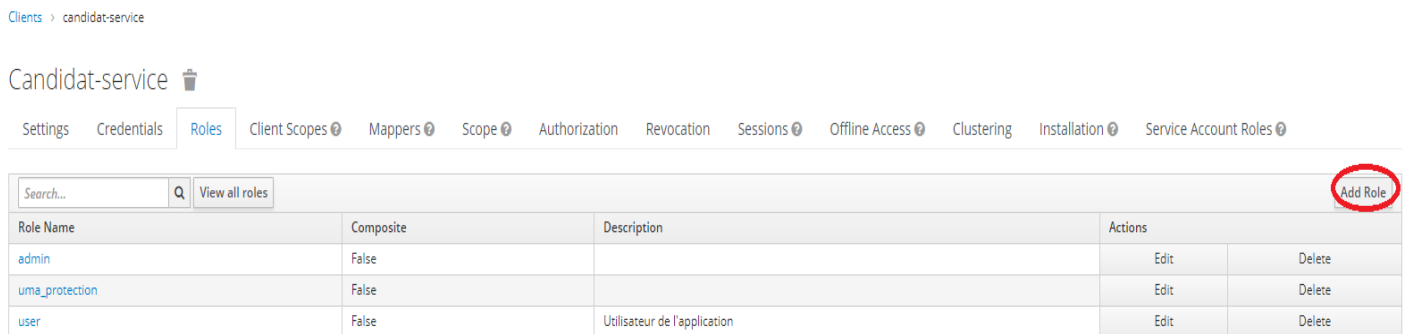 Clients > candidat-service
Candidat-service
Settings Credentials Roles Client Scopes Mappers Scope Authorization Revocation Sessions Offline Access Clustering Installation Service Account Roles
Search... View all roles Add Role
Role Name Composite Description Actions
admin False Edit Delete
uma_protection False Edit Delete
user False Utilisateur de l'application Edit Delete